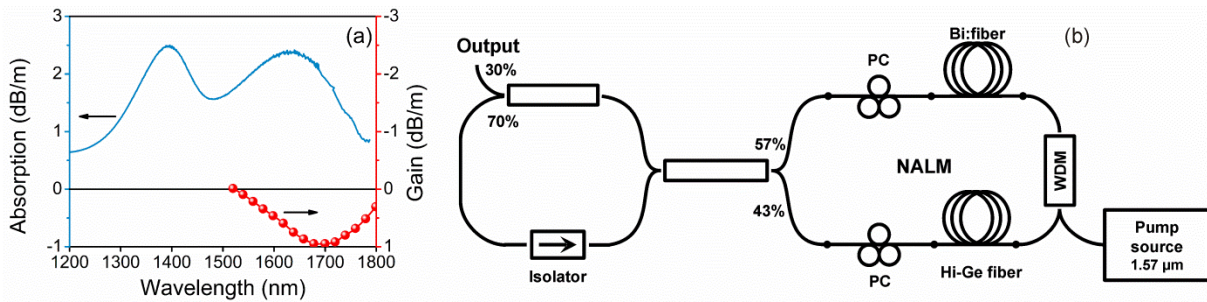 (a)
Absorption (dB/m)
3
2
1
0
-1
-3
-2
-1
0
1
Gain (dB/m)
1200 1300 1400 1500 1600 1700 1800
Wavelength (nm)
(b)
Output
30%
70%
Isolator
57%
43%
NALM
PC
Bi:fiber
WDM
PC
Hi-Ge fiber
Pump
source
1.57 µm